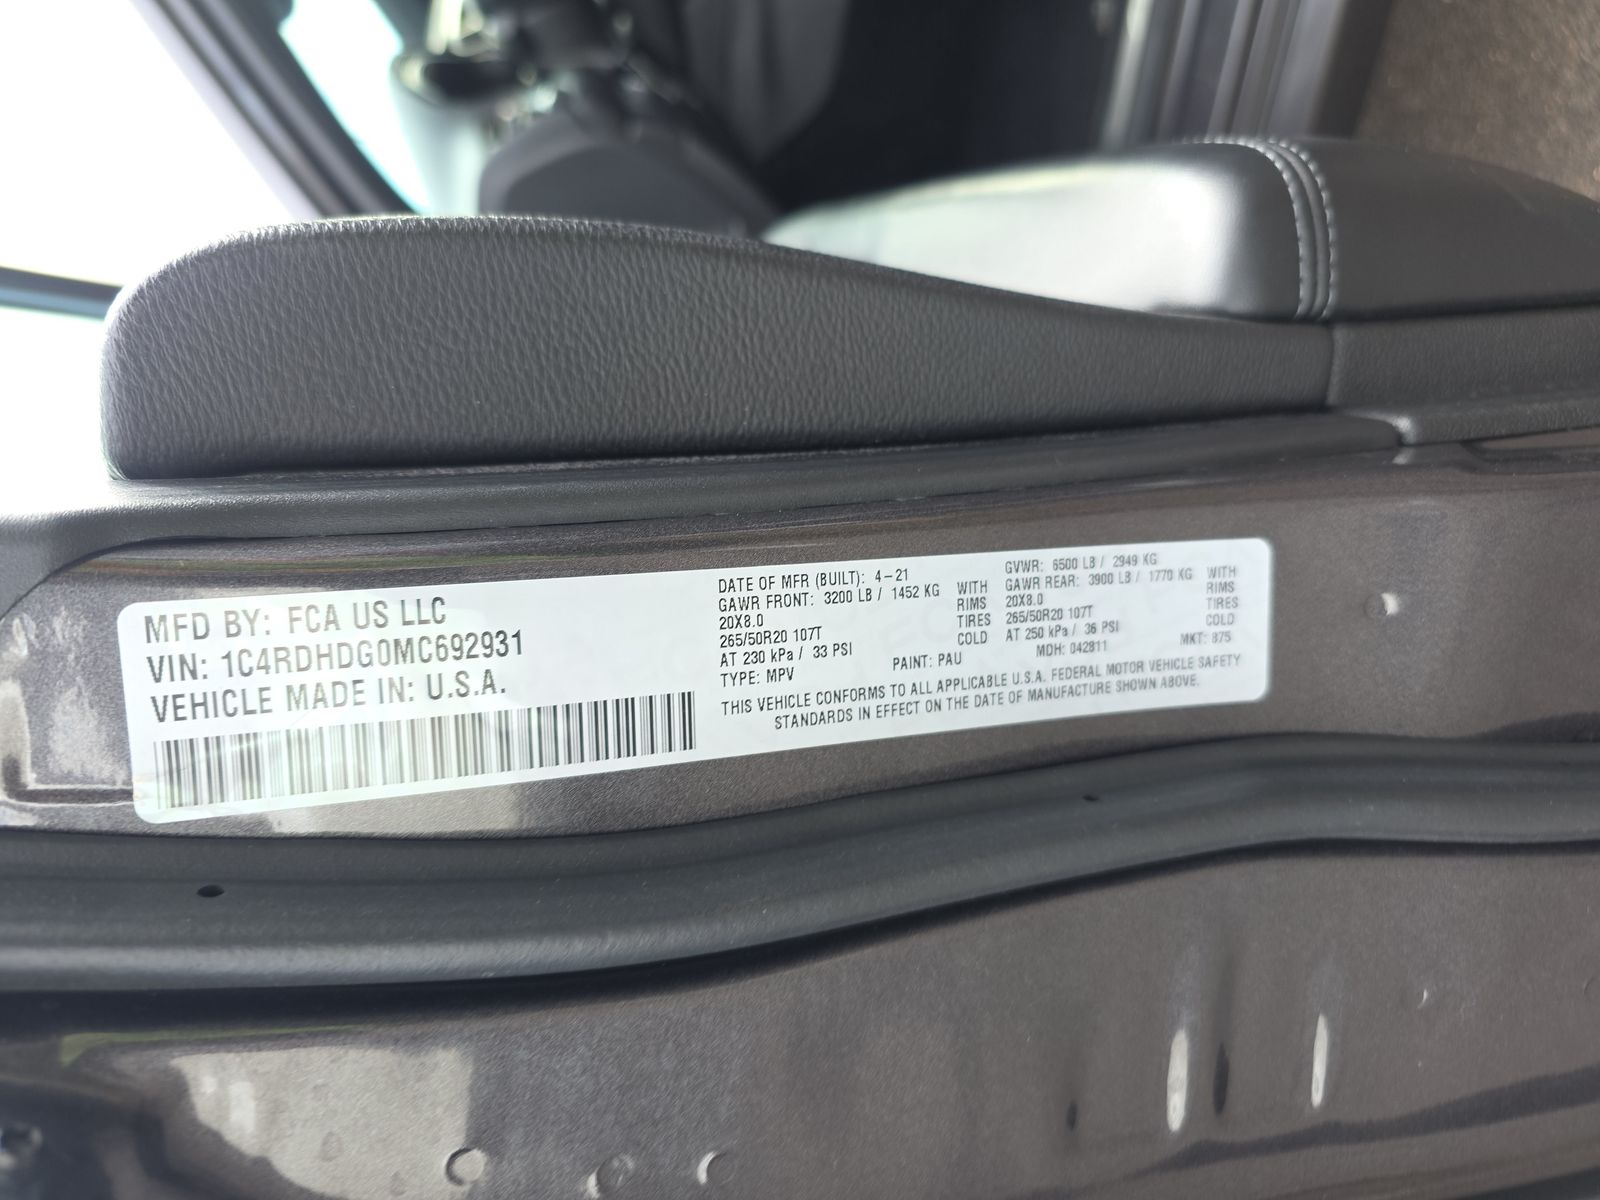 MFD BY: FCA US LLC
VIN: 1C4RDHDG0MC692931
VEHICLE MADE IN: U.S.A.
DATE OF MFR (BUILT): 4-21
GAWR FRONT: 3200 LB / 1452 KG WITH
20X8.0 RIMS
265/50R20 107T TIRES
AT 230 kPa / 33 PSI COLD
TYPE: MPV
GVWR: 6500 LB / 2949 KG
GAWR REAR: 3900 LB / 1770 KG WITH
20X8.0 RIMS
265/50R20 107T TIRES
AT 250 kPa / 36 PSI COLD
PAINT: PAU MDH: 042811 MKT: 875
THIS VEHICLE CONFORMS TO ALL APPLICABLE U.S.A. FEDERAL MOTOR VEHICLE SAFETY
STANDARDS IN EFFECT ON THE DATE OF MANUFACTURE SHOWN ABOVE.